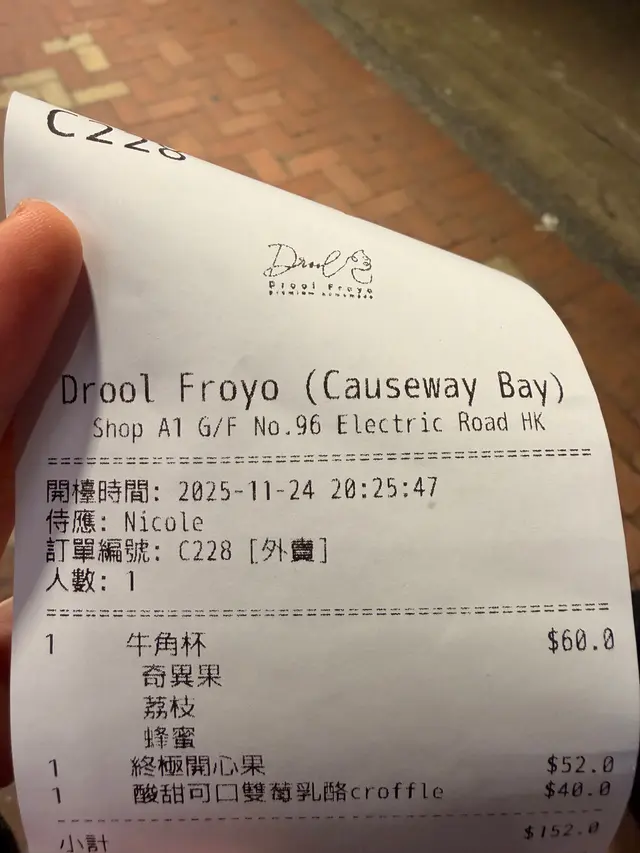 C228
Drool
Drool Froyo
Premium Homemade
Drool Froyo (Causeway Bay)
Shop A1 G/F No.96 Electric Road HK
開檯時間: 2025-11-24 20:25:47
侍應: Nicole
訂單編號: C228 [外賣]
人數: 1
1 牛角杯 $60.0
奇異果
荔枝
蜂蜜
1 終極開心果 $52.0
1 酸甜可口雙莓乳酪croffle $40.0
小計 $152.0